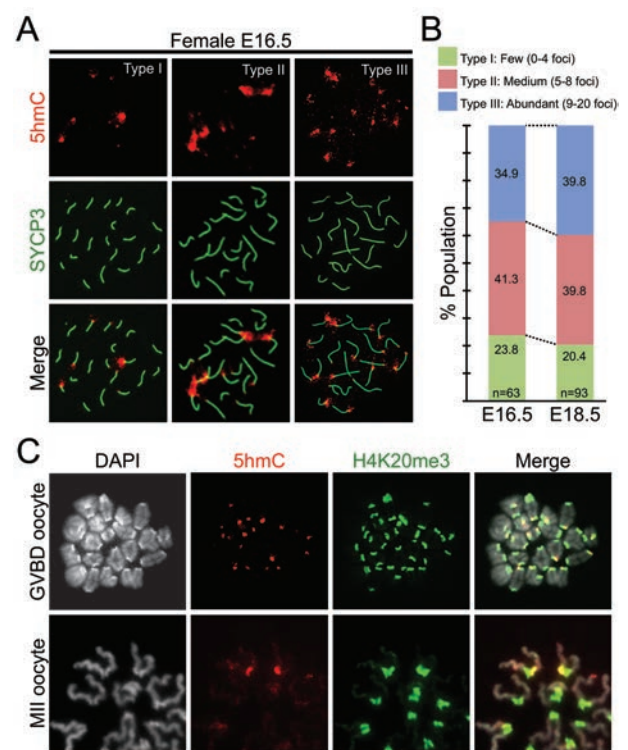 A
Female E16.5
Type I
Type II
Type III
5hmC
SYCP3
Merge
B
Type I: Few (0-4 foci)
Type II: Medium (5-8 foci)
Type III: Abundant (9-20 foci)
% Population
34.9
39.8
41.3
39.8
23.8
20.4
n=63
n=93
E16.5
E18.5
C
DAPI
5hmC
H4K20me3
Merge
GVBD oocyte
MII oocyte